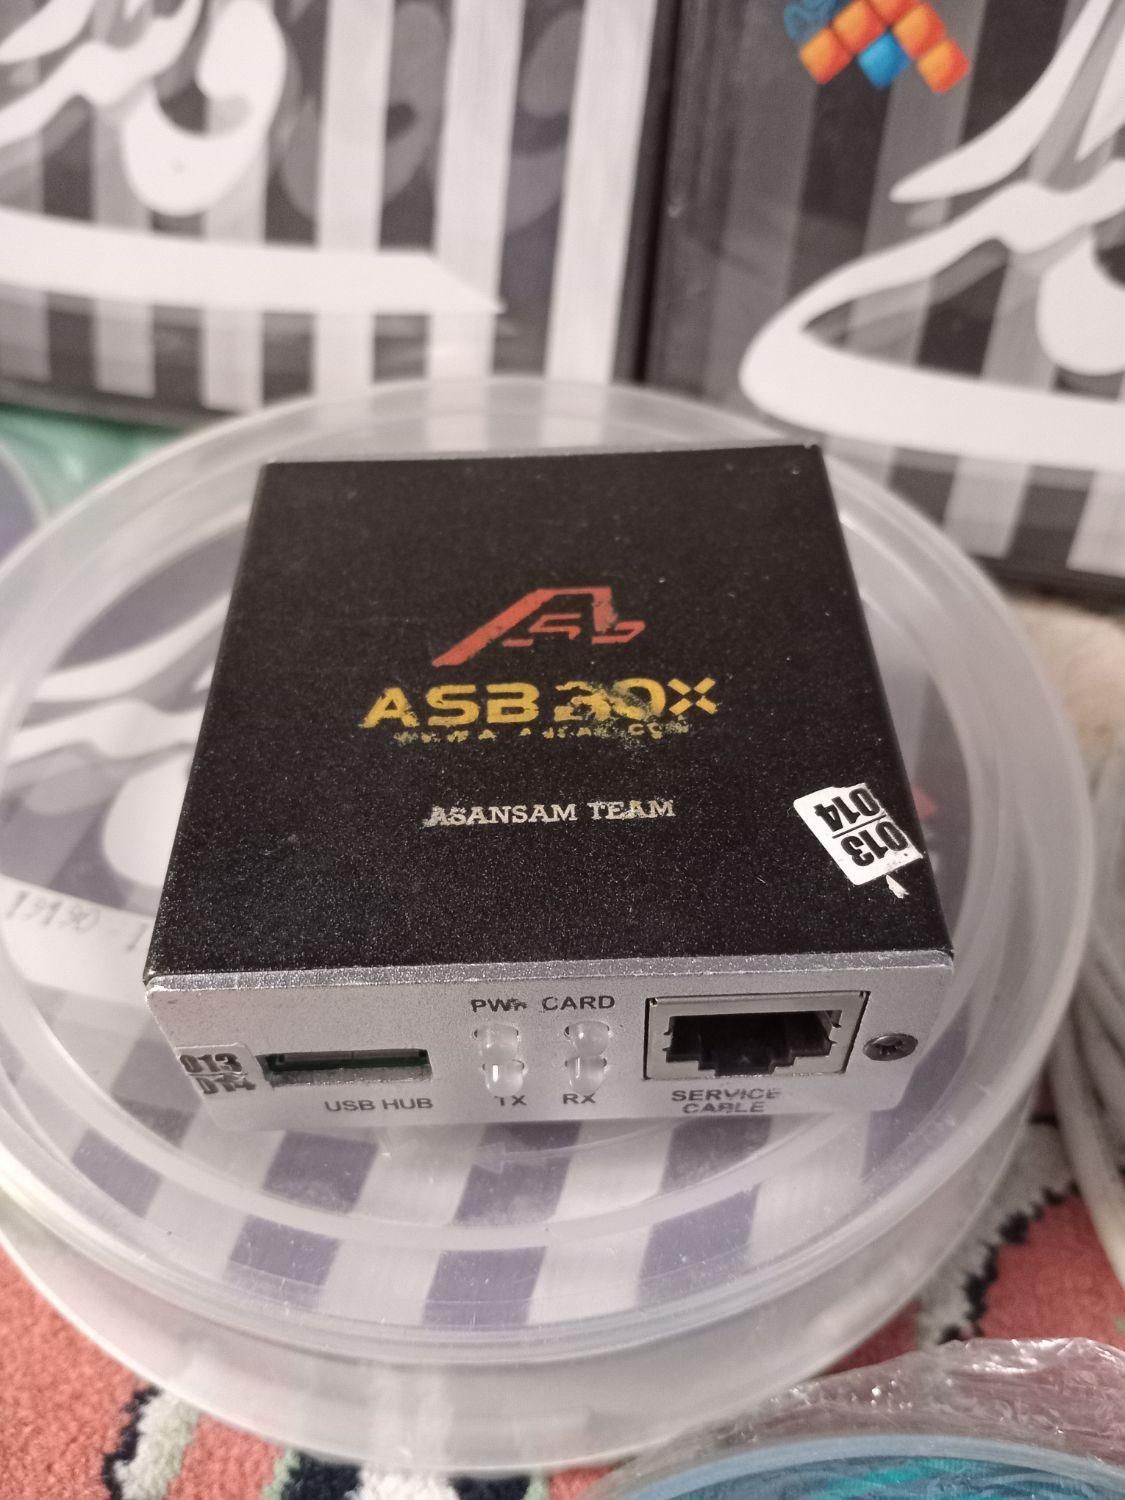 ASB BOX
ASANSAM TEAM
014
013
PWR CARD
013
014
USB HUB
TX RX
SERVICE
CABLE